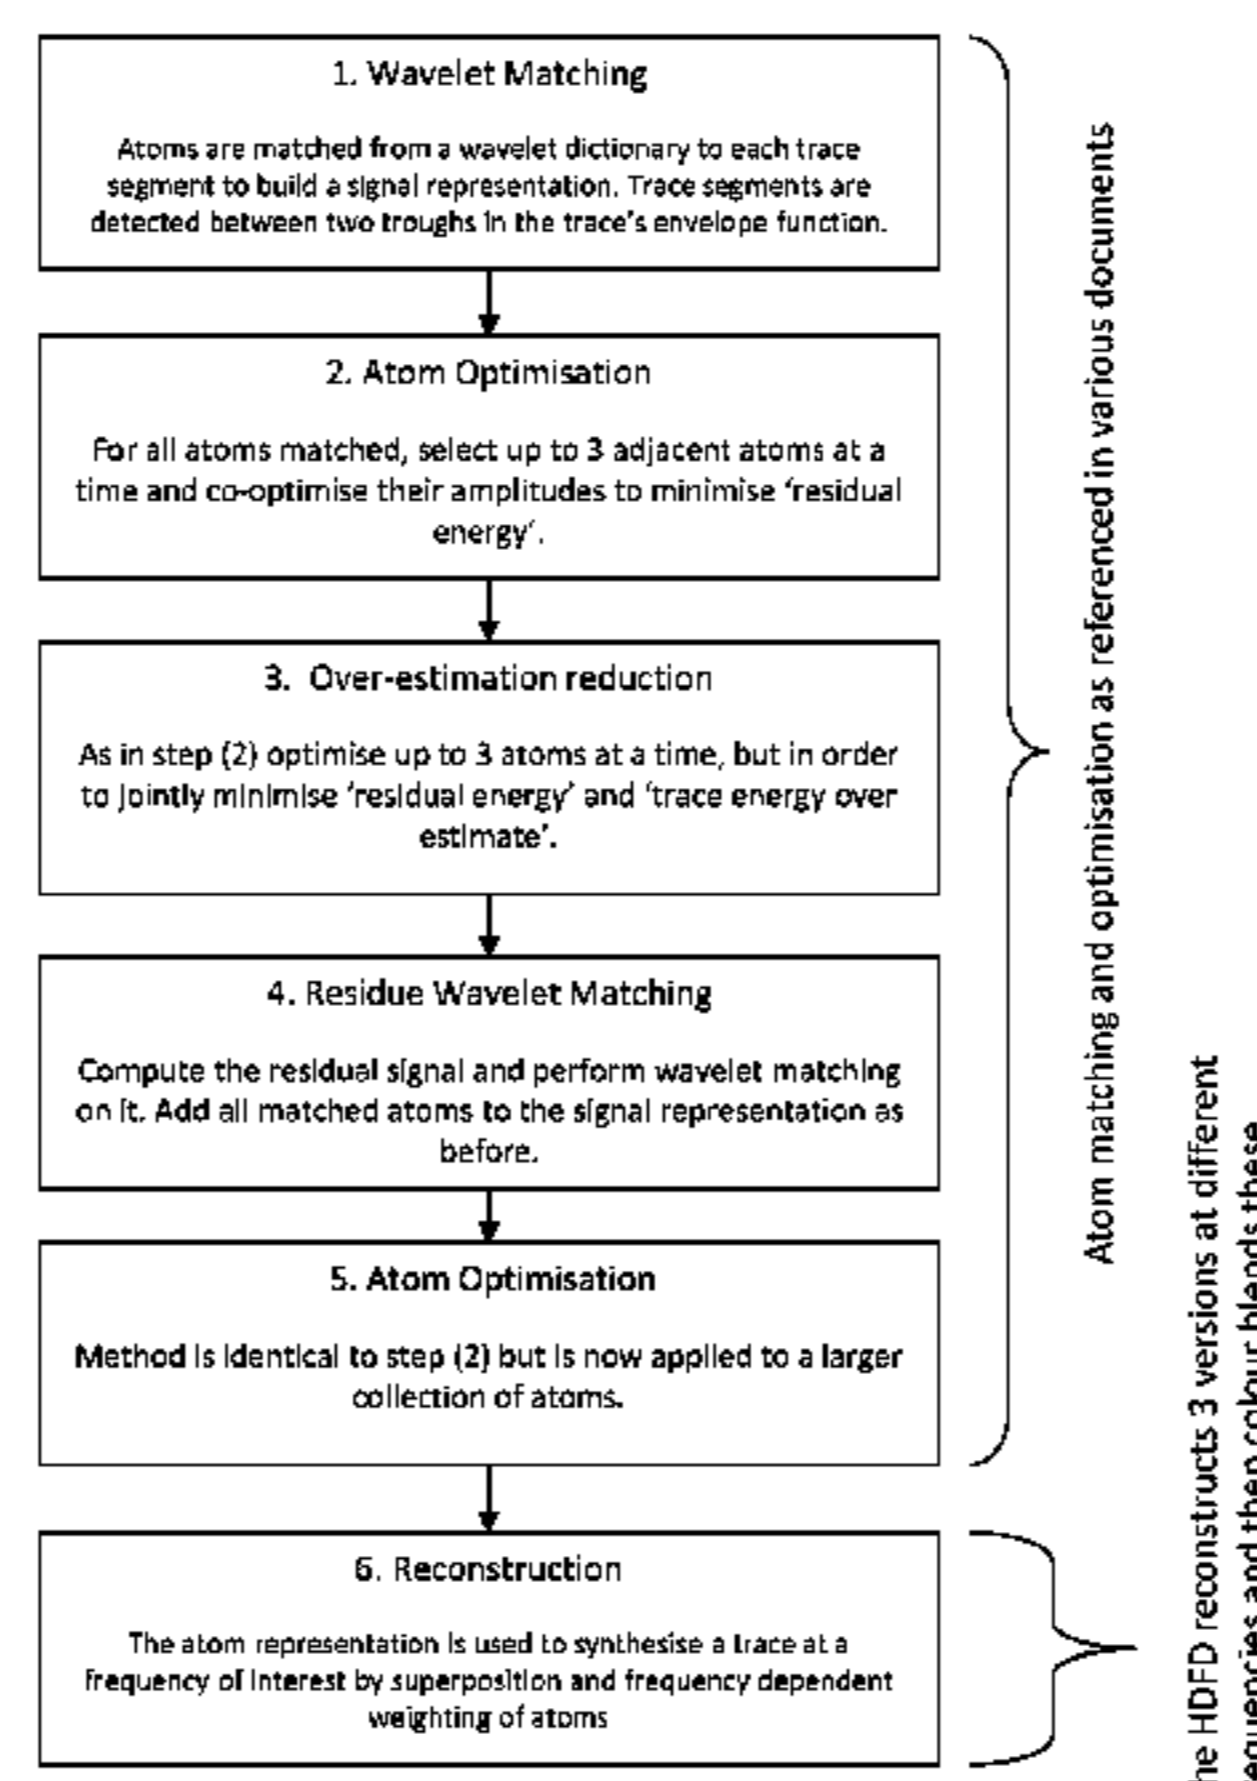 1. Wavelet Matching
Atoms are matched from a wavelet dictionary to each trace
segment to build a signal representation. Trace segments are
detected between two troughs in the trace's envelope function.
2. Atom Optimisation
For all atoms matched, select up to 3 adjacent atoms at a
time and co-optimise their amplitudes to minimise ‘residual
energy’.
3. Over-estimation reduction
As in step (2) optimise up to 3 atoms at a time, but in order
to jointly minimise ‘residual energy’ and ‘trace energy over
estimate’.
4. Residue Wavelet Matching
Compute the residual signal and perform wavelet matching
on it. Add all matched atoms to the signal representation as
before.
5. Atom Optimisation
Method is identical to step (2) but is now applied to a larger
collection of atoms.
6. Reconstruction
The atom representation is used to synthesise a trace at a
frequency of interest by superposition and frequency dependent
weighting of atoms
Atom matching and optimisation as referenced in various documents
HDFD reconstructs 3 versions at different
and then colour blends these